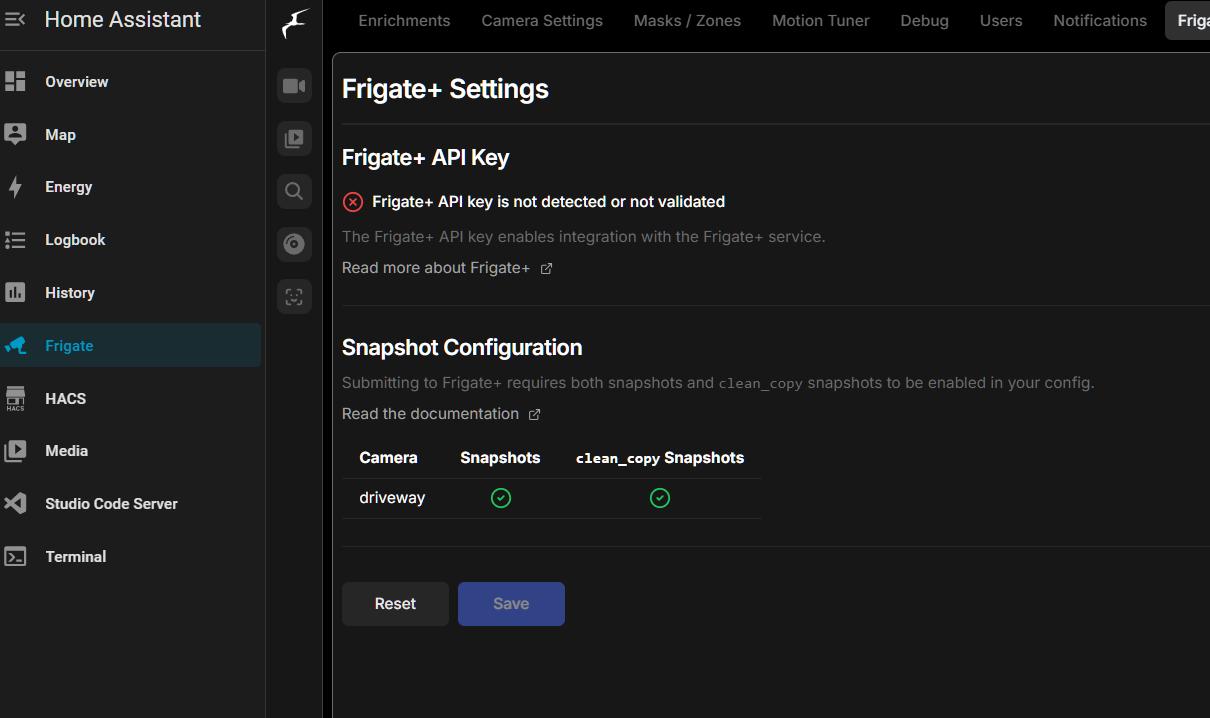 Home Assistant
Overview
Map
Energy
Logbook
History
Frigate
HACS
HACS
Media
Studio Code Server
Terminal
Enrichments Camera Settings Masks / Zones Motion Tuner Debug Users Notifications Friga
Frigate+ Settings
Frigate+ API Key
Frigate+ API key is not detected or not validated
The Frigate+ API key enables integration with the Frigate+ service.
Read more about Frigate+
Snapshot Configuration
Submitting to Frigate+ requires both snapshots and clean_copy snapshots to be enabled in your config.
Read the documentation
Camera Snapshots clean_copy Snapshots
driveway
Reset Save